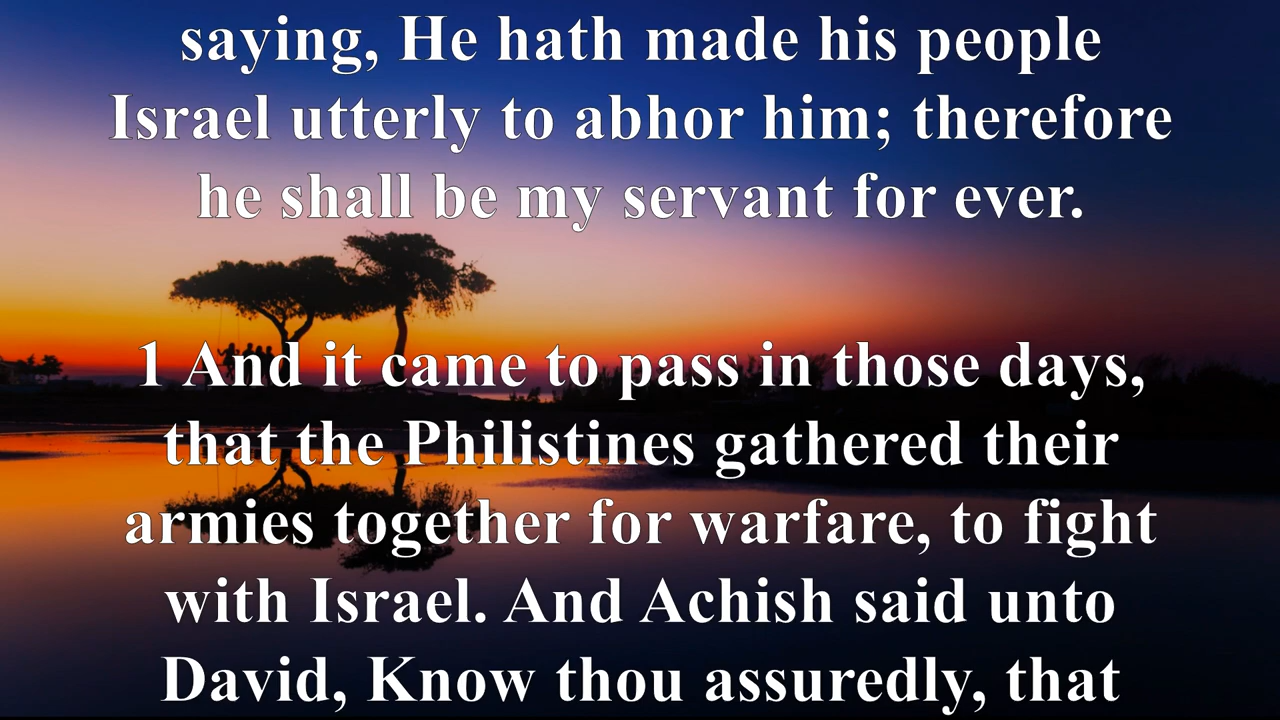 saying, He hath made his people
Israel utterly to abhor him; therefore
he shall be my servant for ever.
1 And it came to pass in those days,
that the Philistines gathered their
armies together for warfare, to fight
with Israel. And Achish said unto
David, Know thou assuredly, that